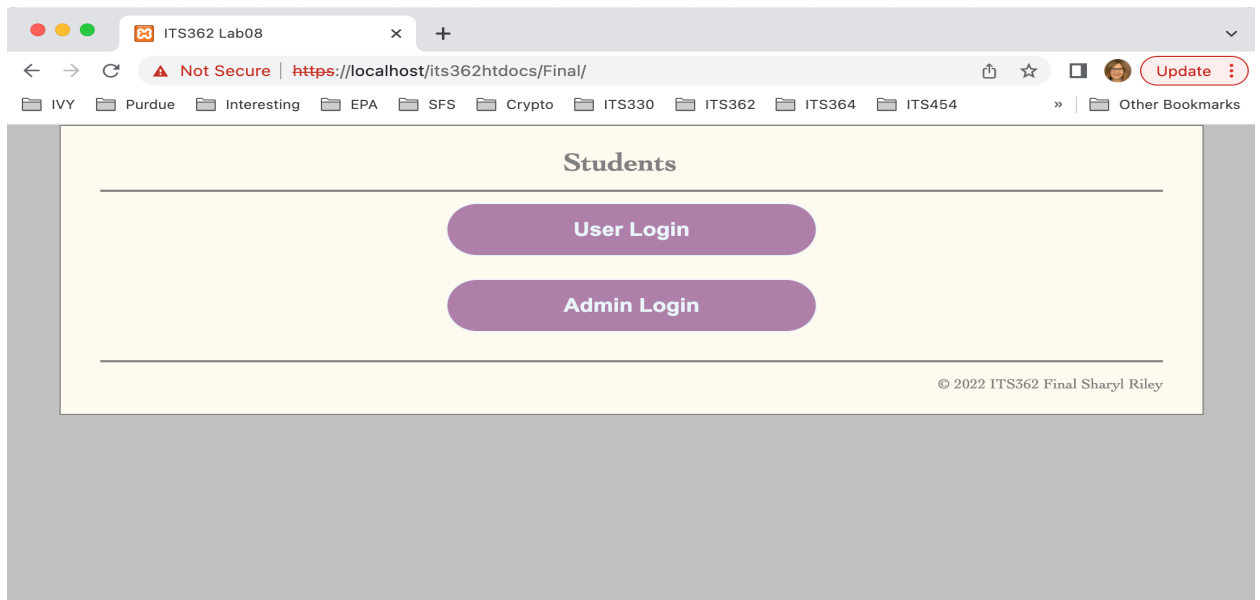 ITS362 Lab08
Not Secure | https://localhost/its362htdocs/Final/
Update
IVY Purdue Interesting EPA SFS Crypto ITS330 ITS362 ITS364 ITS454 » Other Bookmarks
Students
User Login
Admin Login
© 2022 ITS362 Final Sharyl Riley